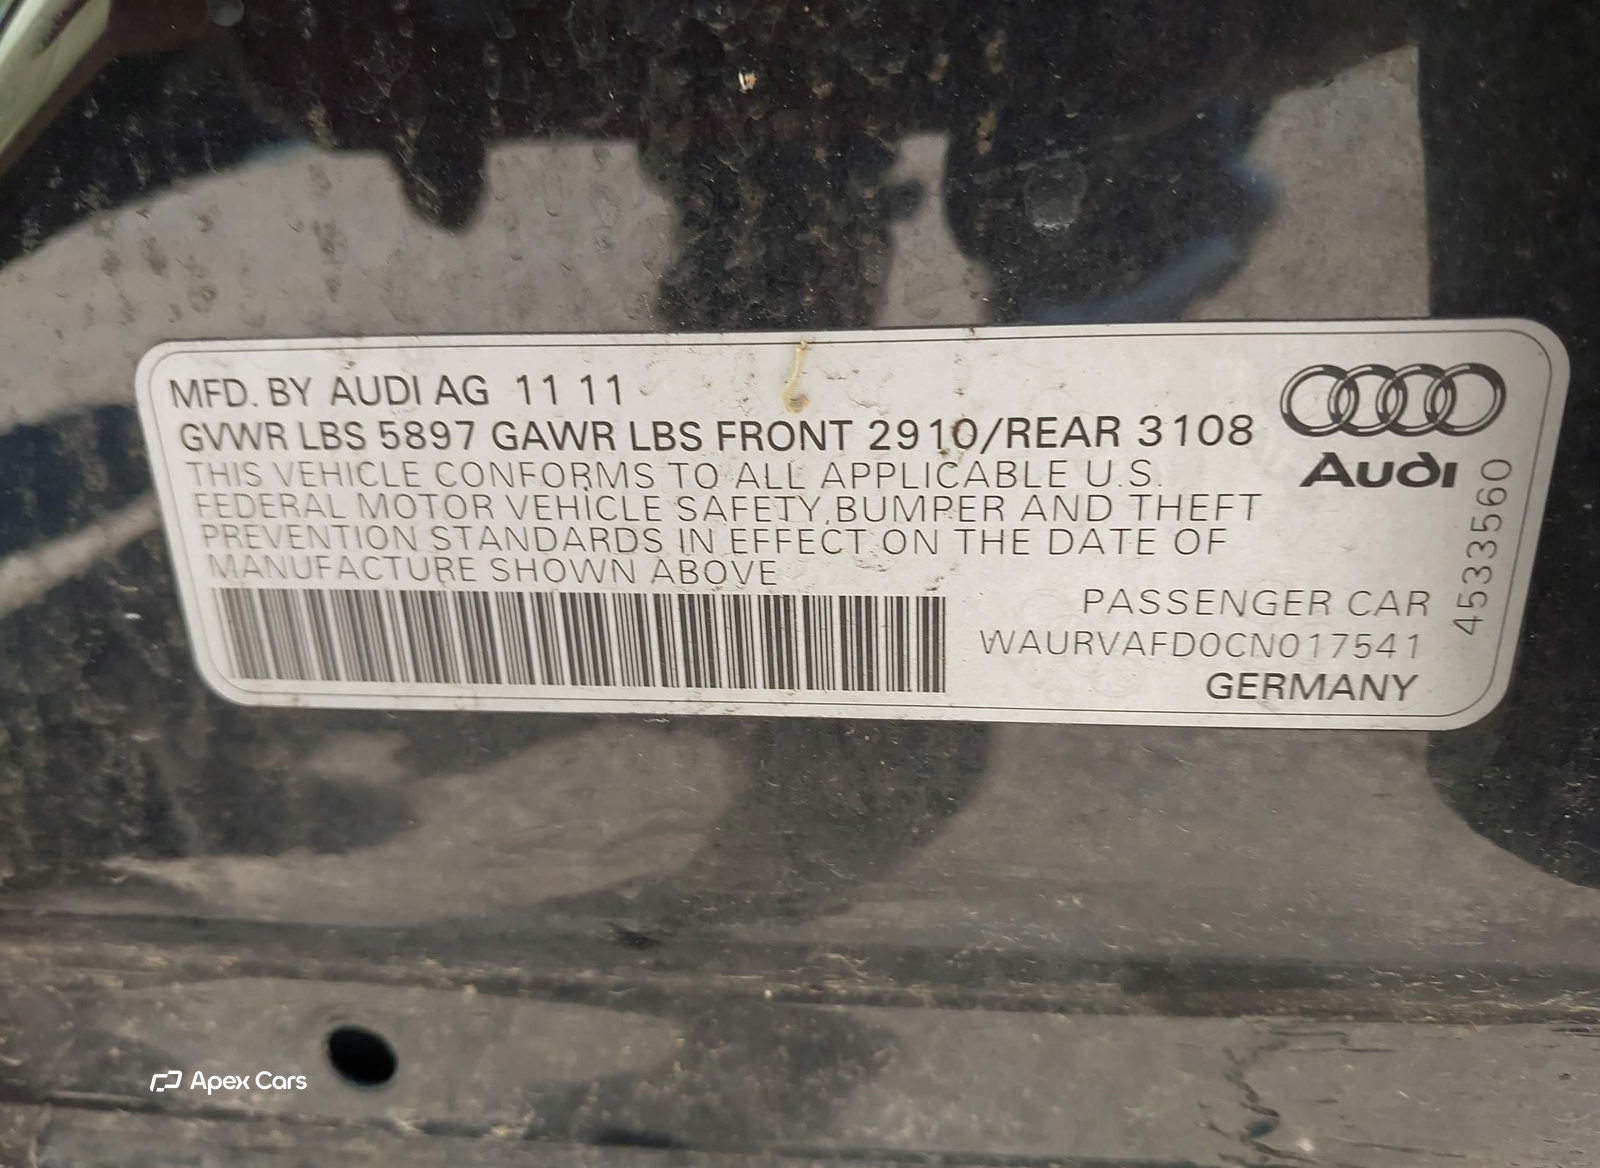 MFD. BY AUDI AG 11 11
GVWR LBS 5897 GAWR LBS FRONT 2910/REAR 3108
THIS VEHICLE CONFORMS TO ALL APPLICABLE U.S.
FEDERAL MOTOR VEHICLE SAFETY, BUMPER AND THEFT
PREVENTION STANDARDS IN EFFECT ON THE DATE OF
MANUFACTURE SHOWN ABOVE
Audi
4533560
PASSENGER CAR
WAURVAFD0CN017541
GERMANY
Apex Cars